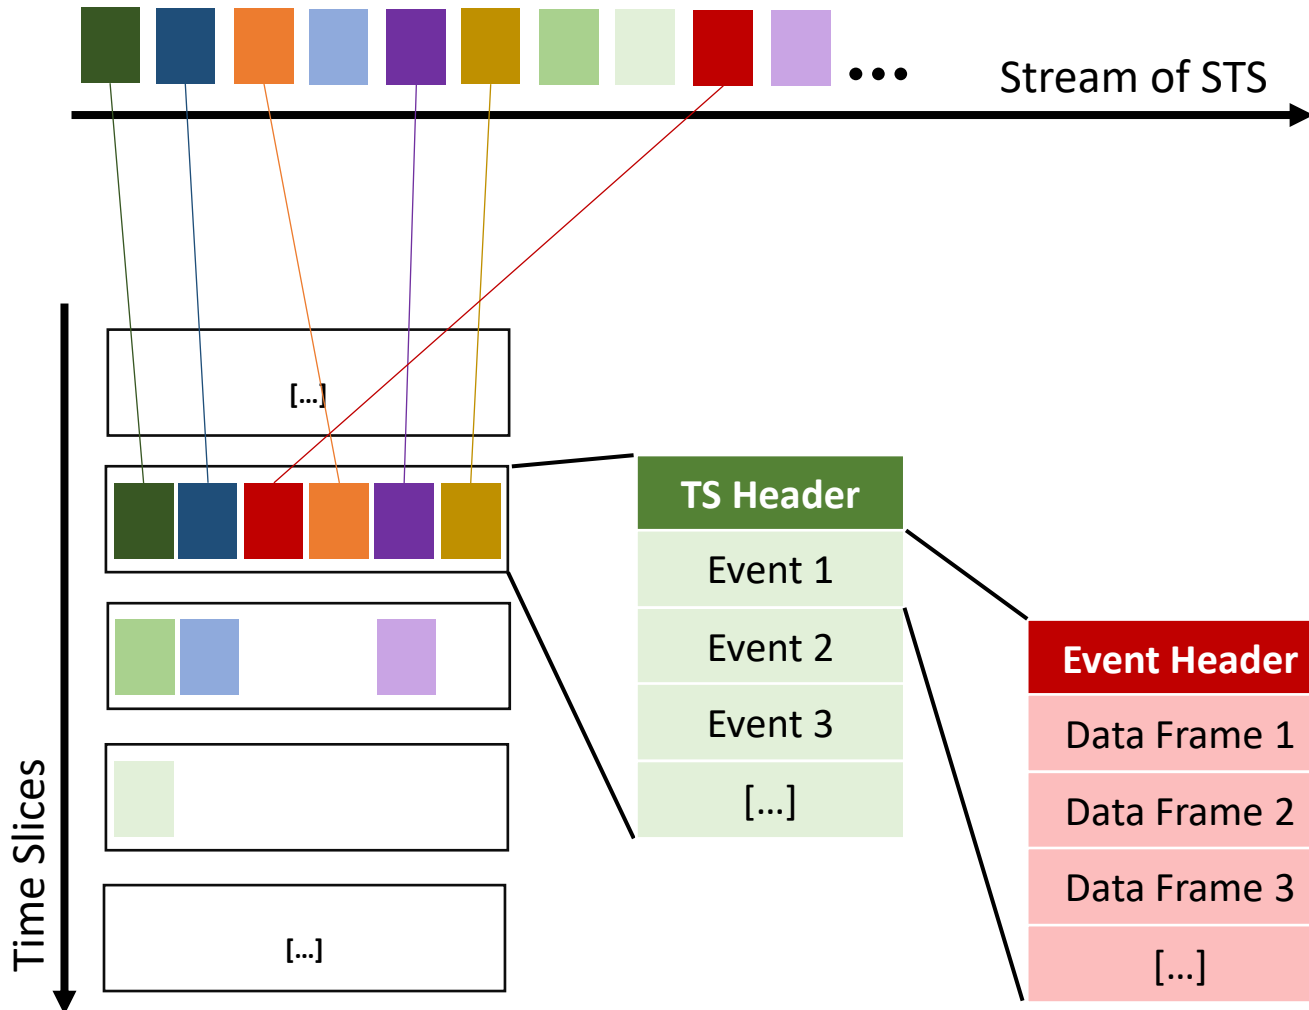 Stream of STS
Time Slices
[...]
TS Header
Event 1
Event 2
Event 3
[...]
Event Header
Data Frame 1
Data Frame 2
Data Frame 3
[...]
[...]